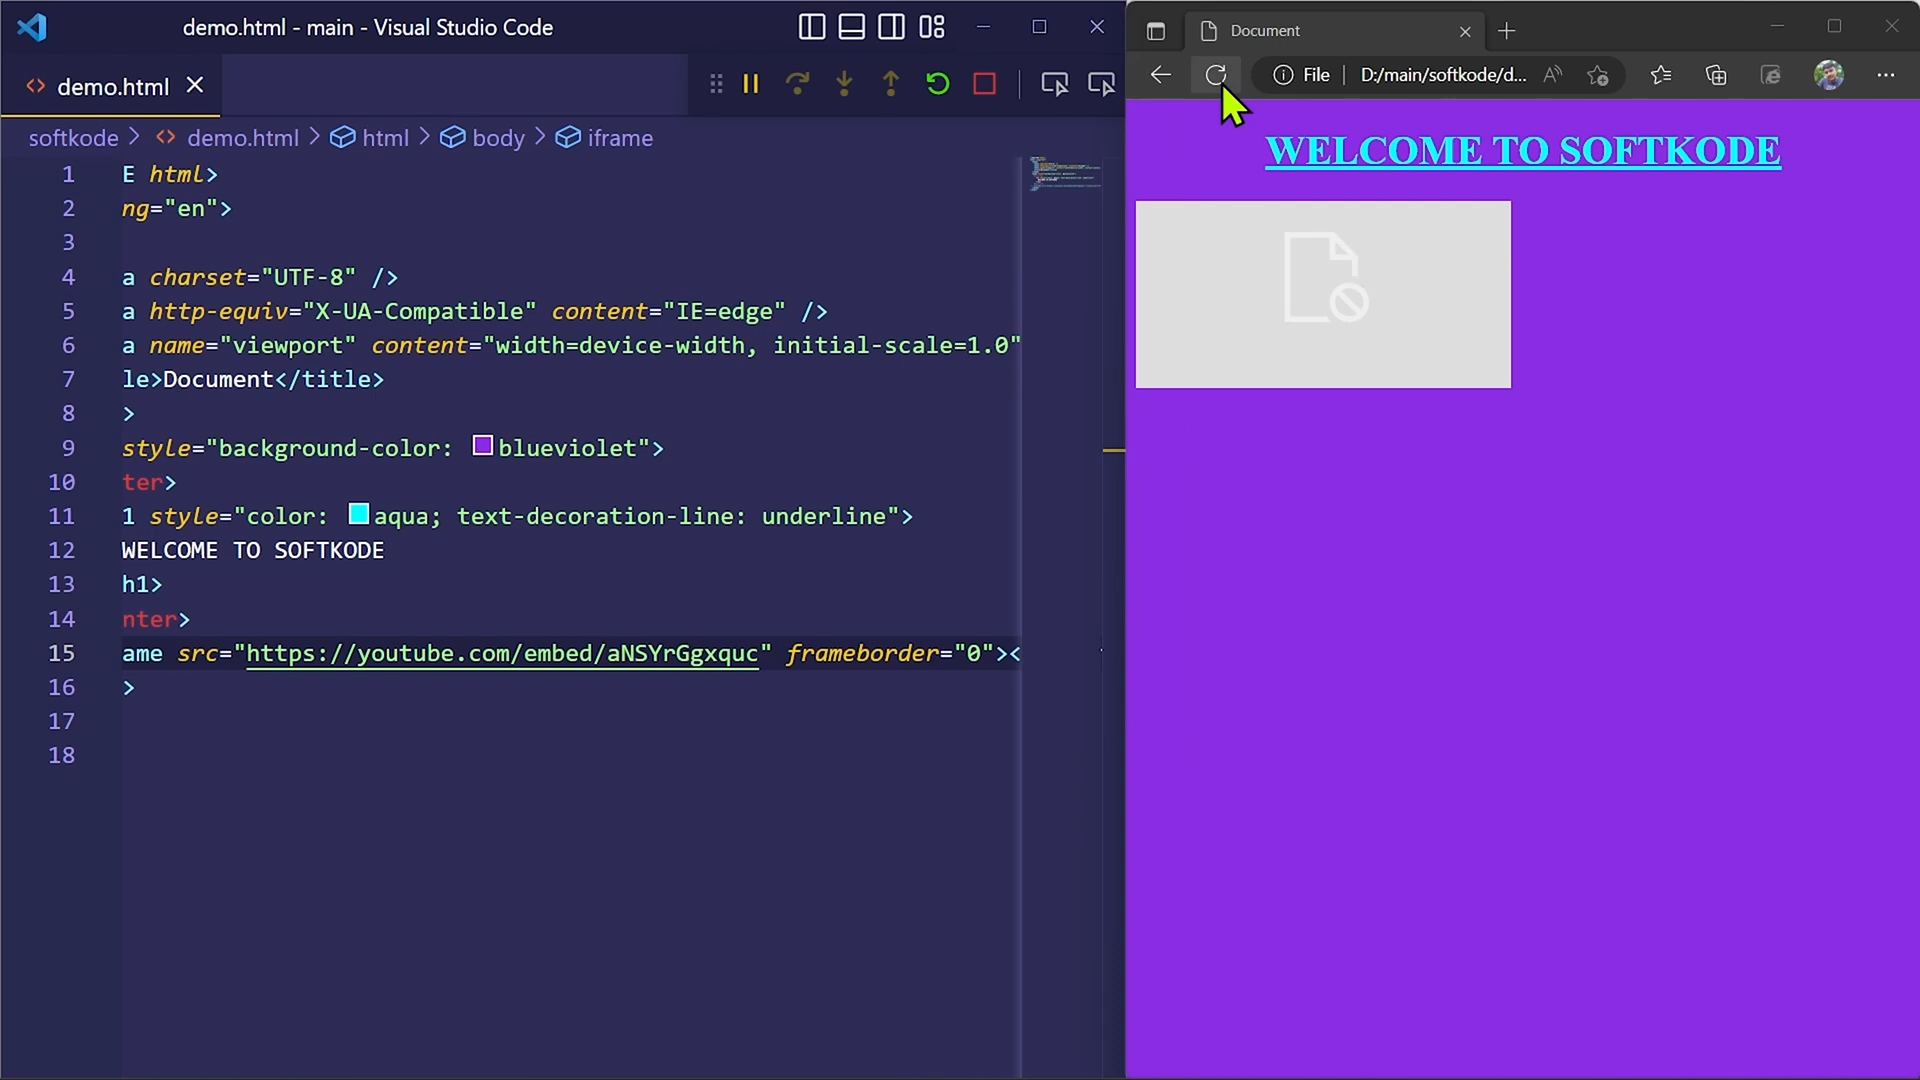 demo.html - main - Visual Studio Code
demo.html
softkode > demo.html > html > body > iframe
1 E html>
2 ng="en">
3
4 a charset="UTF-8" />
5 a http-equiv="X-UA-Compatible" content="IE=edge" />
6 a name="viewport" content="width=device-width, initial-scale=1.0"
7 le>Document</title>
8 >
9 style="background-color: blueviolet">
10 ter>
11 1 style="color: aqua; text-decoration-line: underline">
12 WELCOME TO SOFTKODE
13 h1>
14 nter>
15 ame src="https://youtube.com/embed/aNSYrGgxquc" frameborder="0"><
16 >
17
18
Document
File | D:/main/softkode/d...
WELCOME TO SOFTKODE